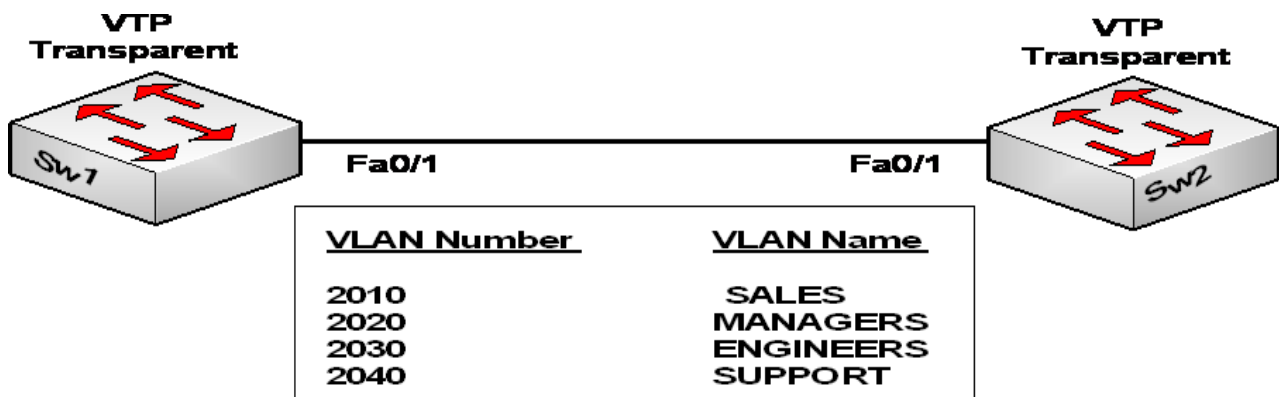 VTP
Transparent
VTP
Transparent
Sw1
Fa0/1
Fa0/1
Sw2
VLAN Number VLAN Name
2010 SALES
2020 MANAGERS
2030 ENGINEERS
2040 SUPPORT